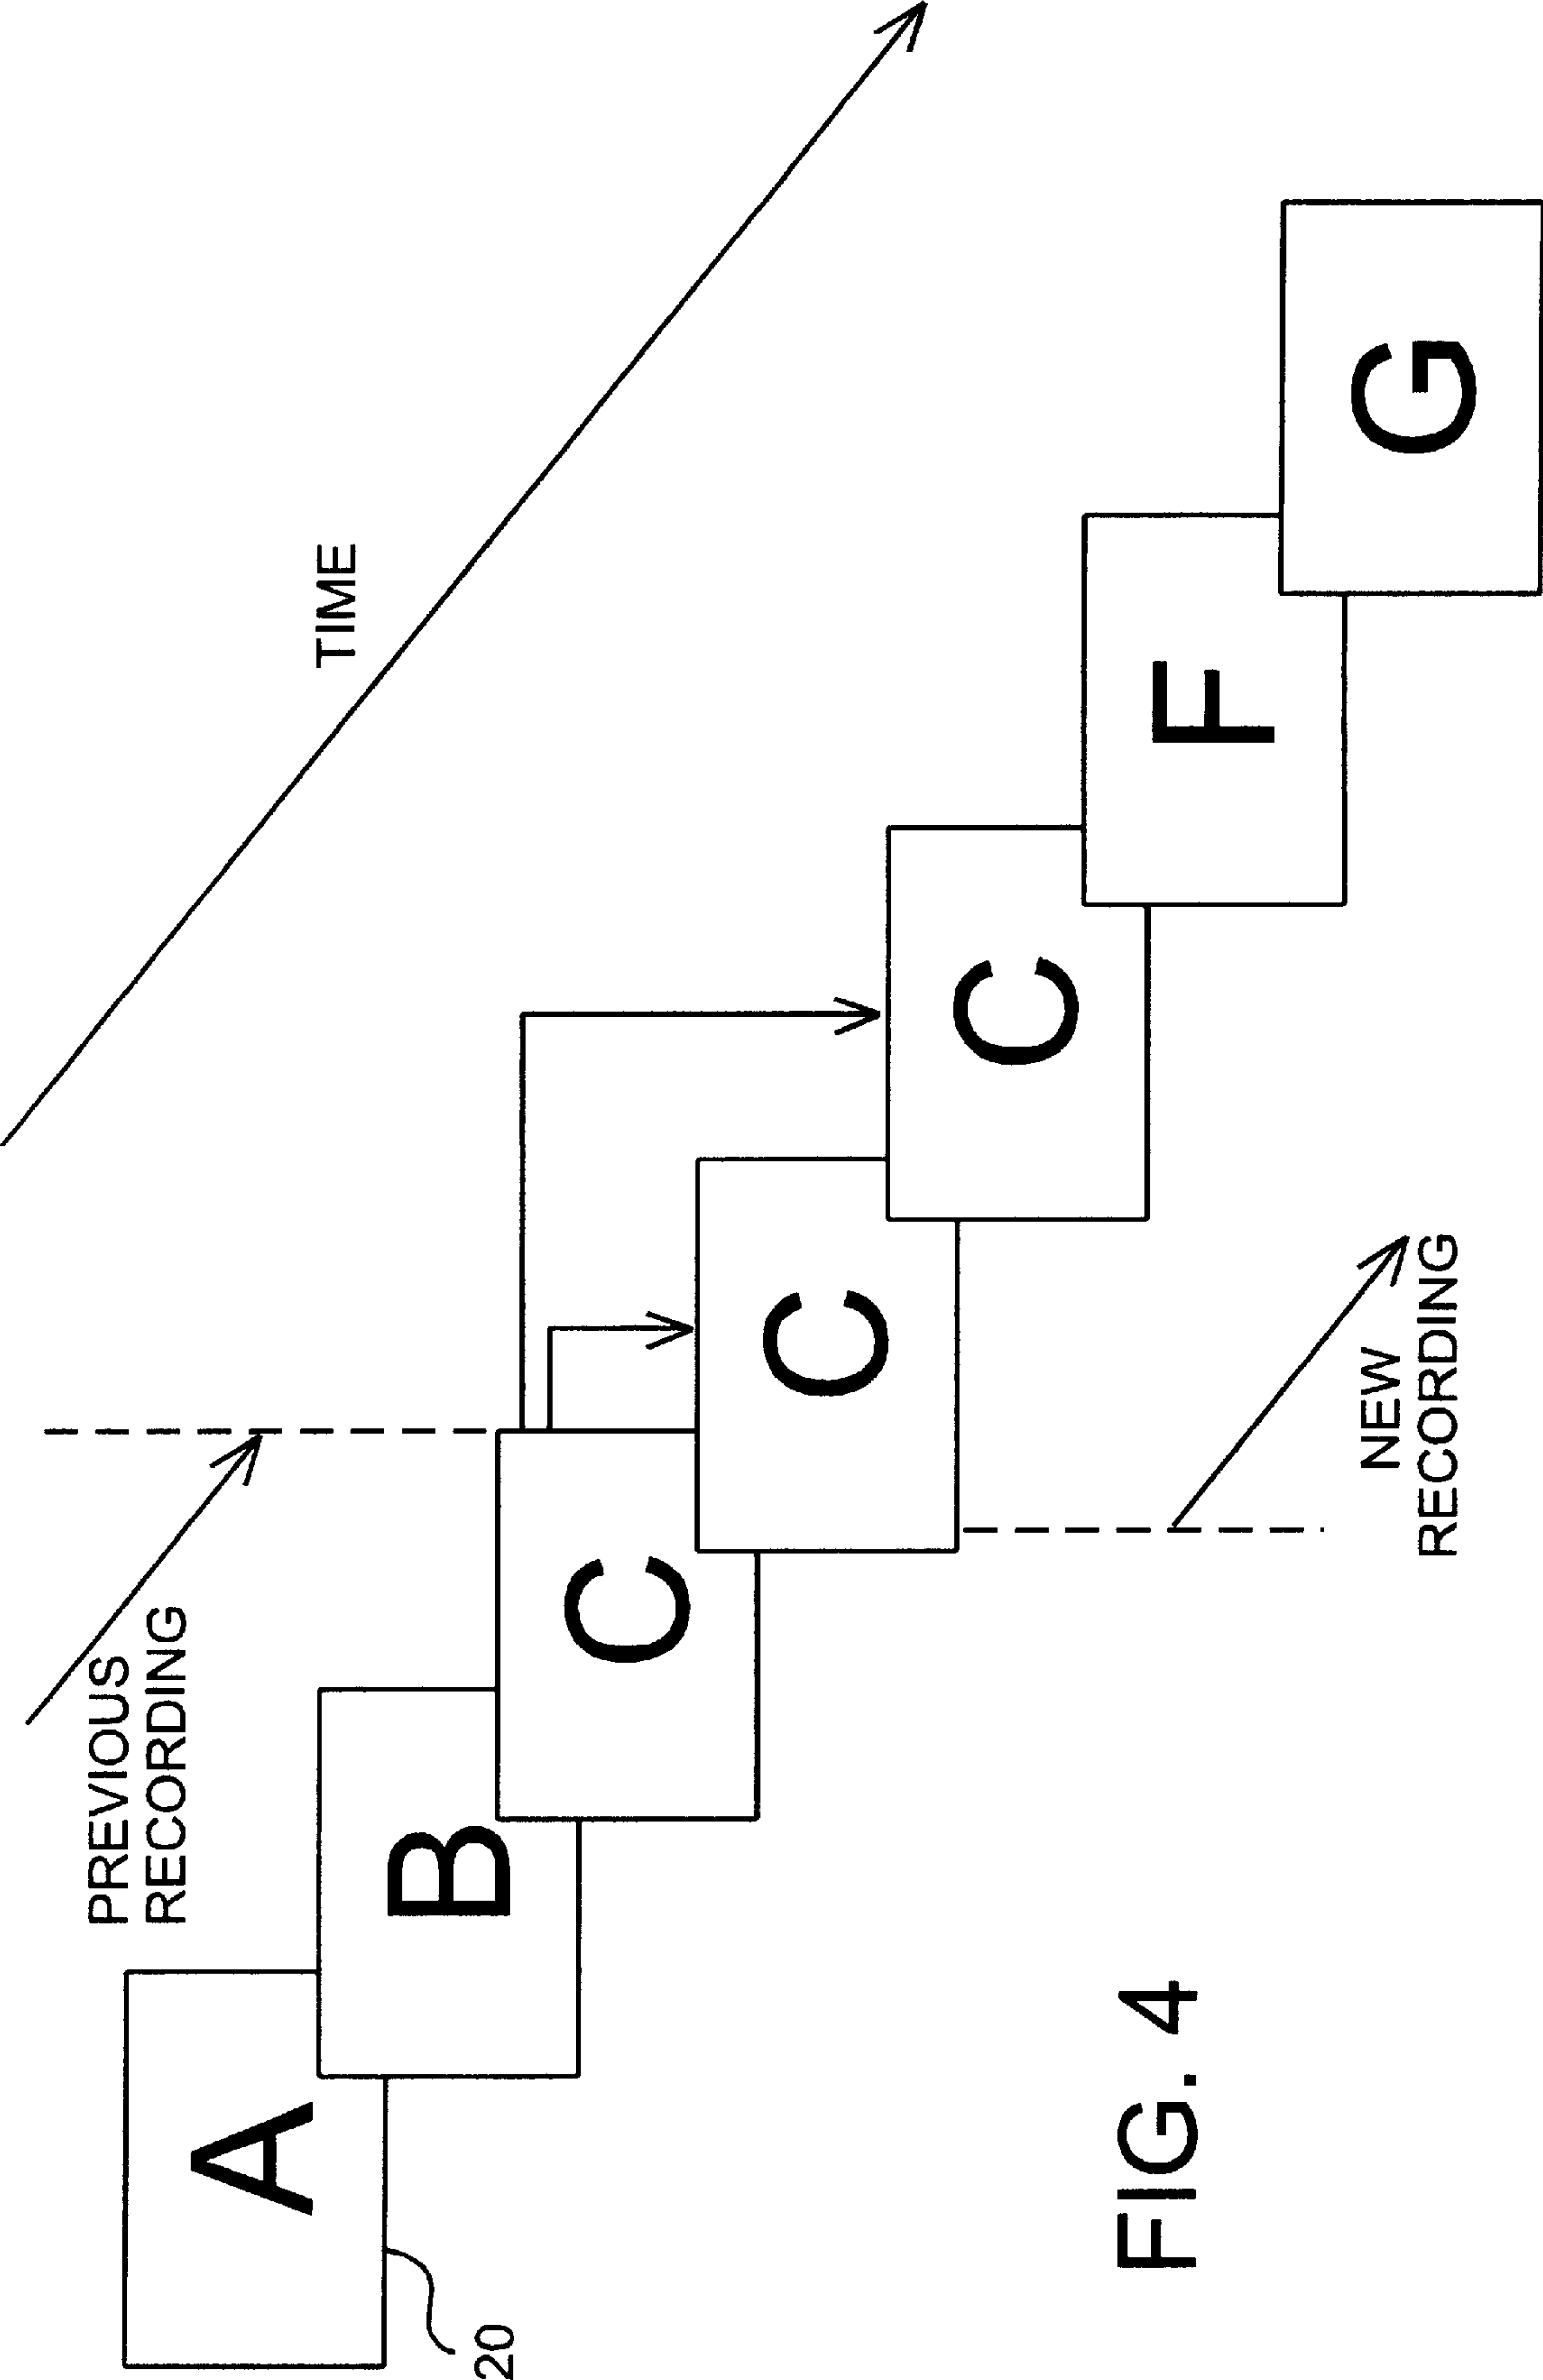 TIME
PREVIOUS
RECORDING
A
B
C
C
C
F
G
20
NEW
RECORDING
FIG. 4